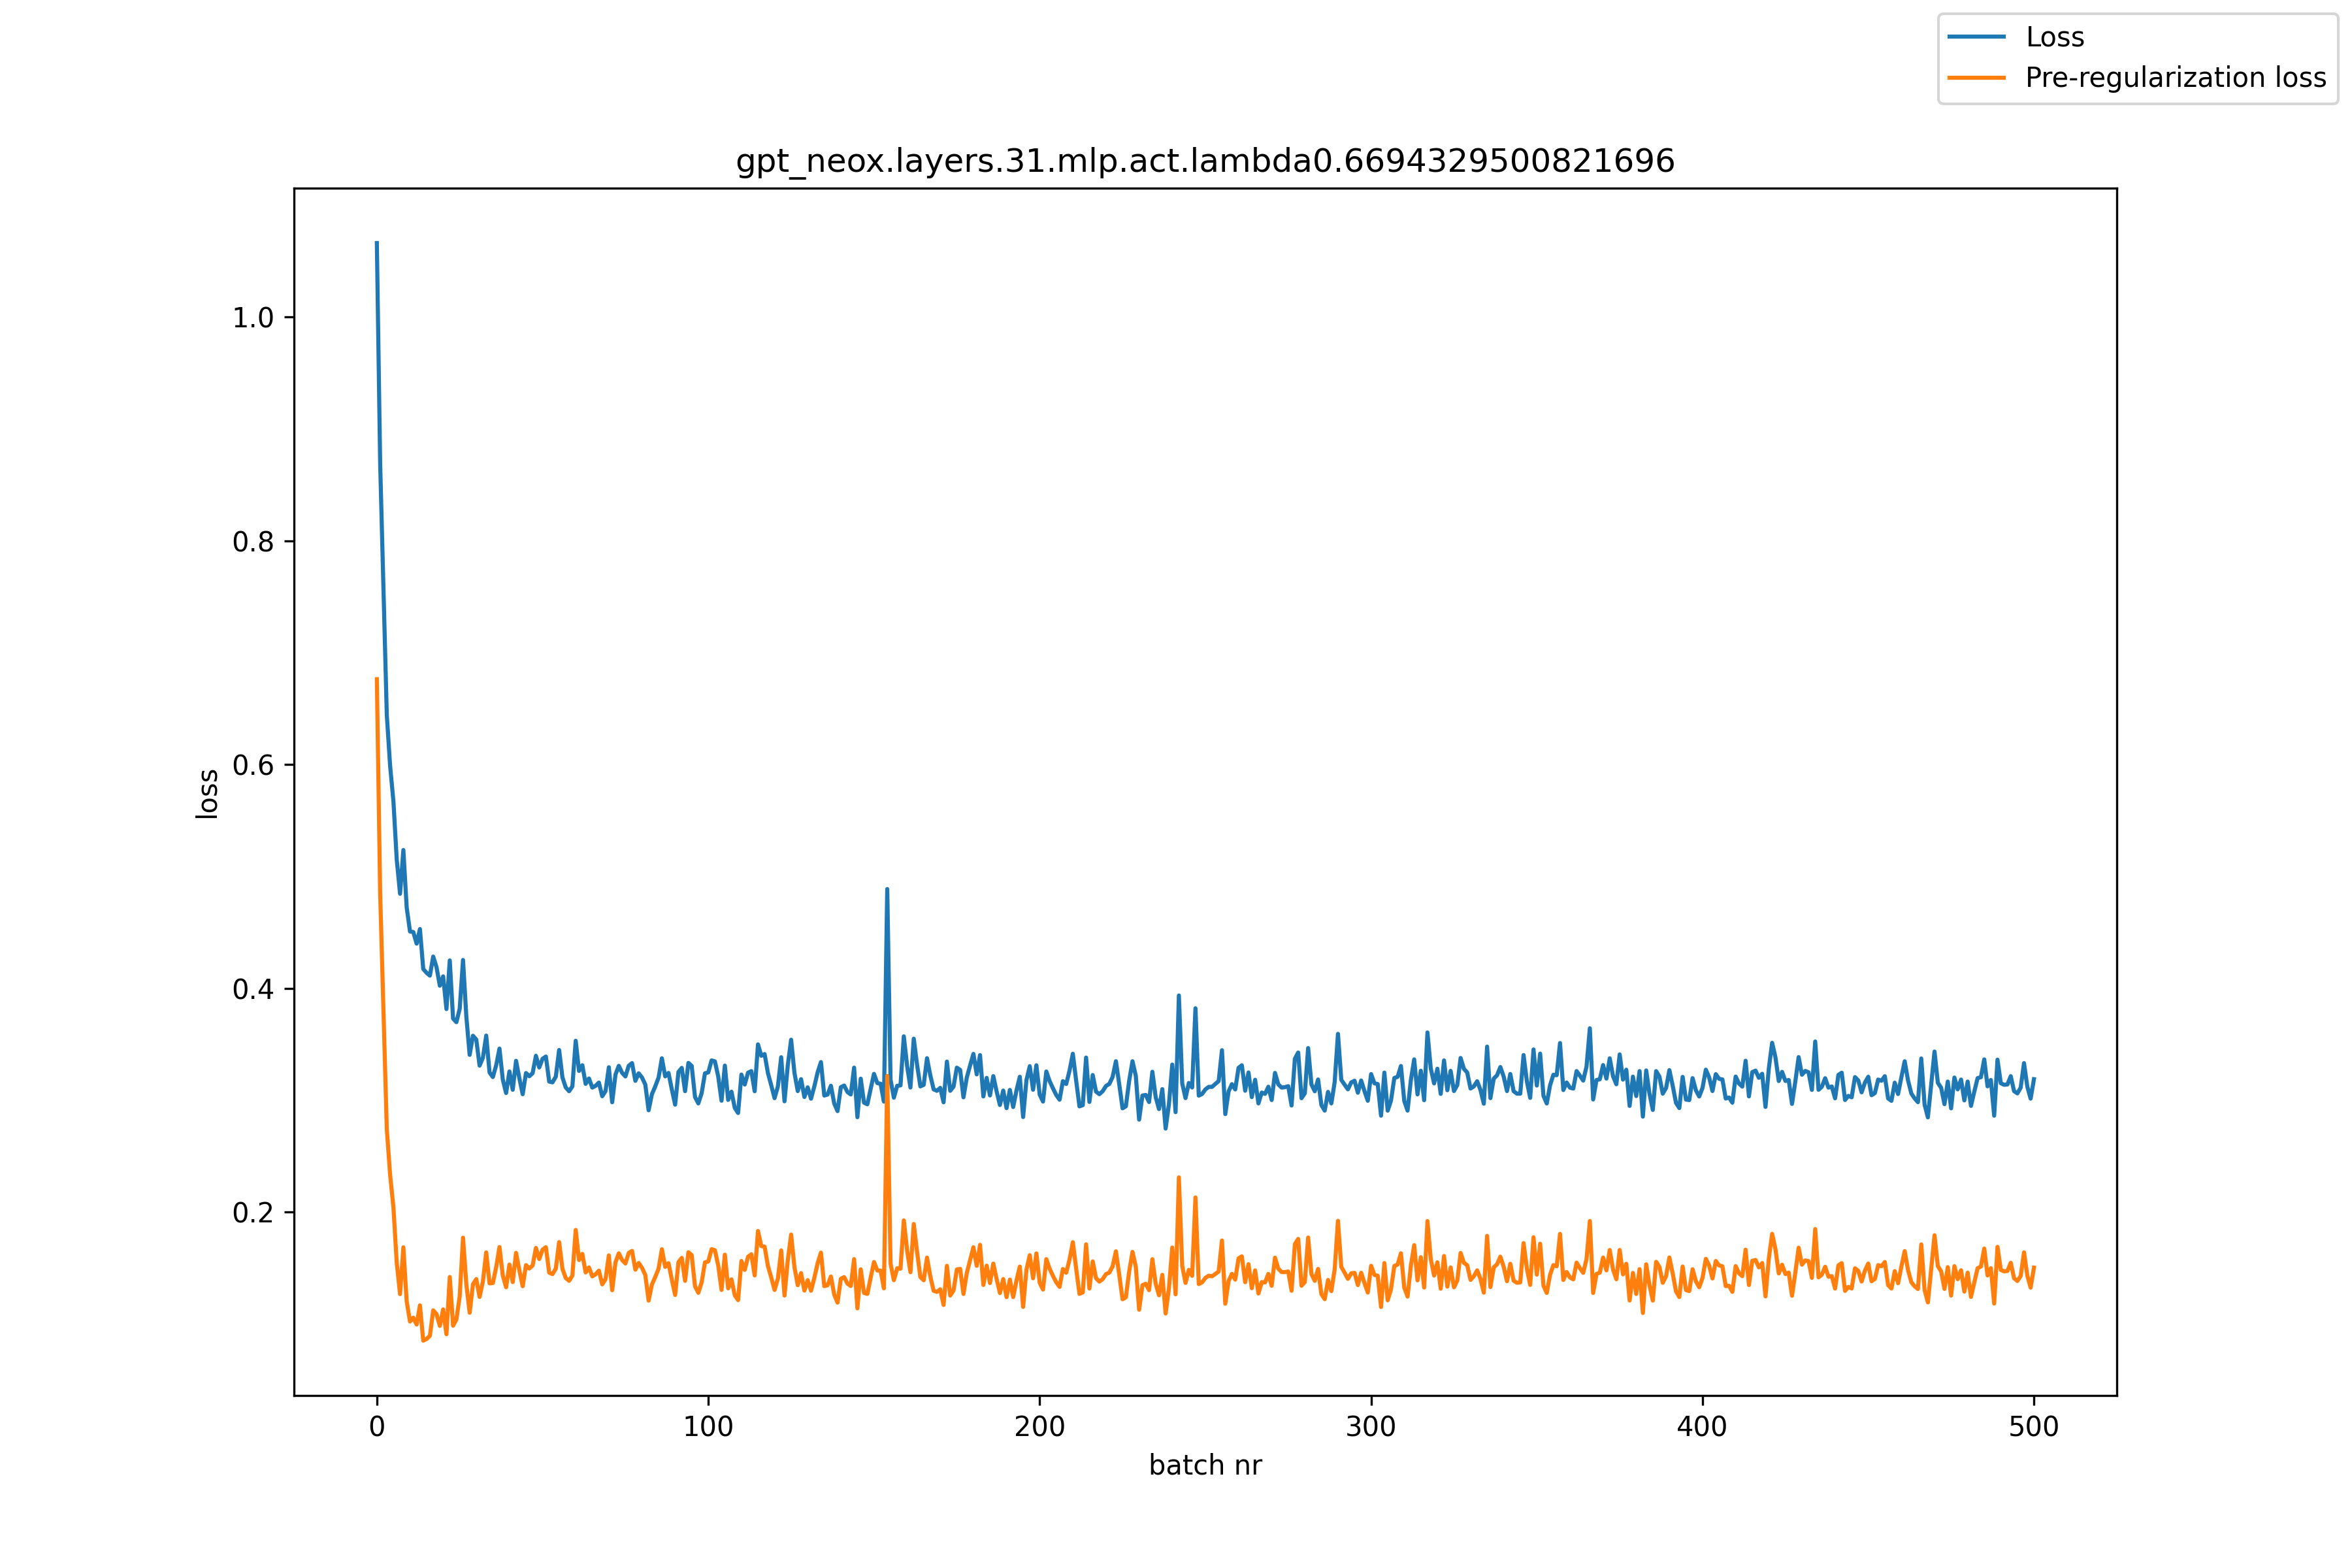 Loss
Pre-regularization loss
gpt_neox.layers.31.mlp.act.lambda0.6694329500821696
1.0
0.8
0.6
0.4
0.2
loss
0 100 200 300 400 500
batch nr